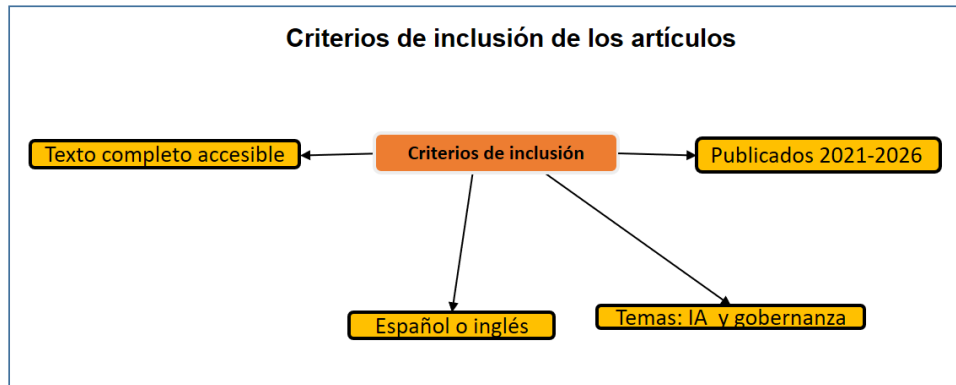 Criterios de inclusión de los artículos
Texto completo accesible
Criterios de inclusión
Publicados 2021-2026
Español o inglés
Temas: IA y gobernanza